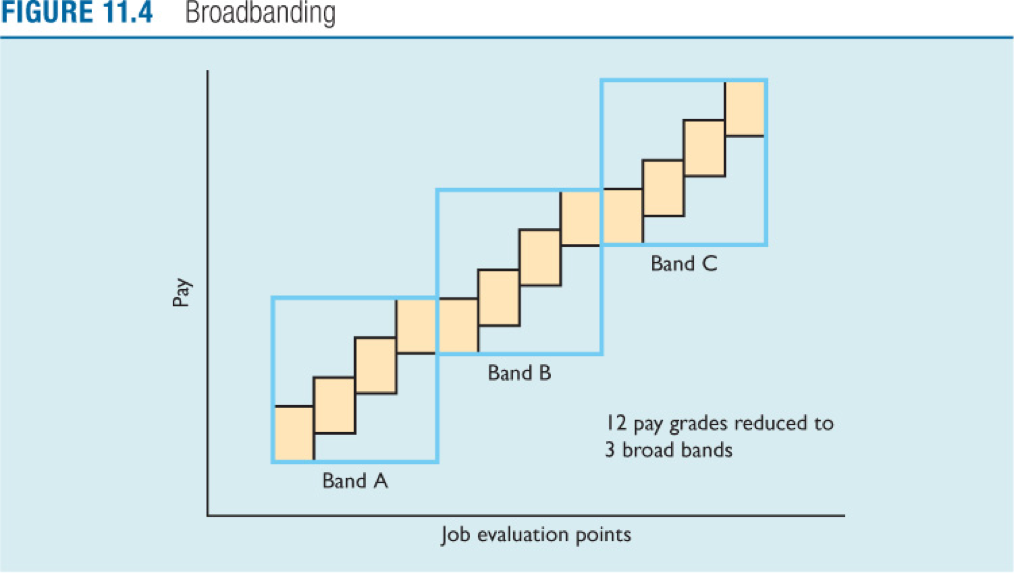 FIGURE 11.4 Broadbanding
Pay
Band C
Band B
12 pay grades reduced to
3 broad bands
Band A
Job evaluation points